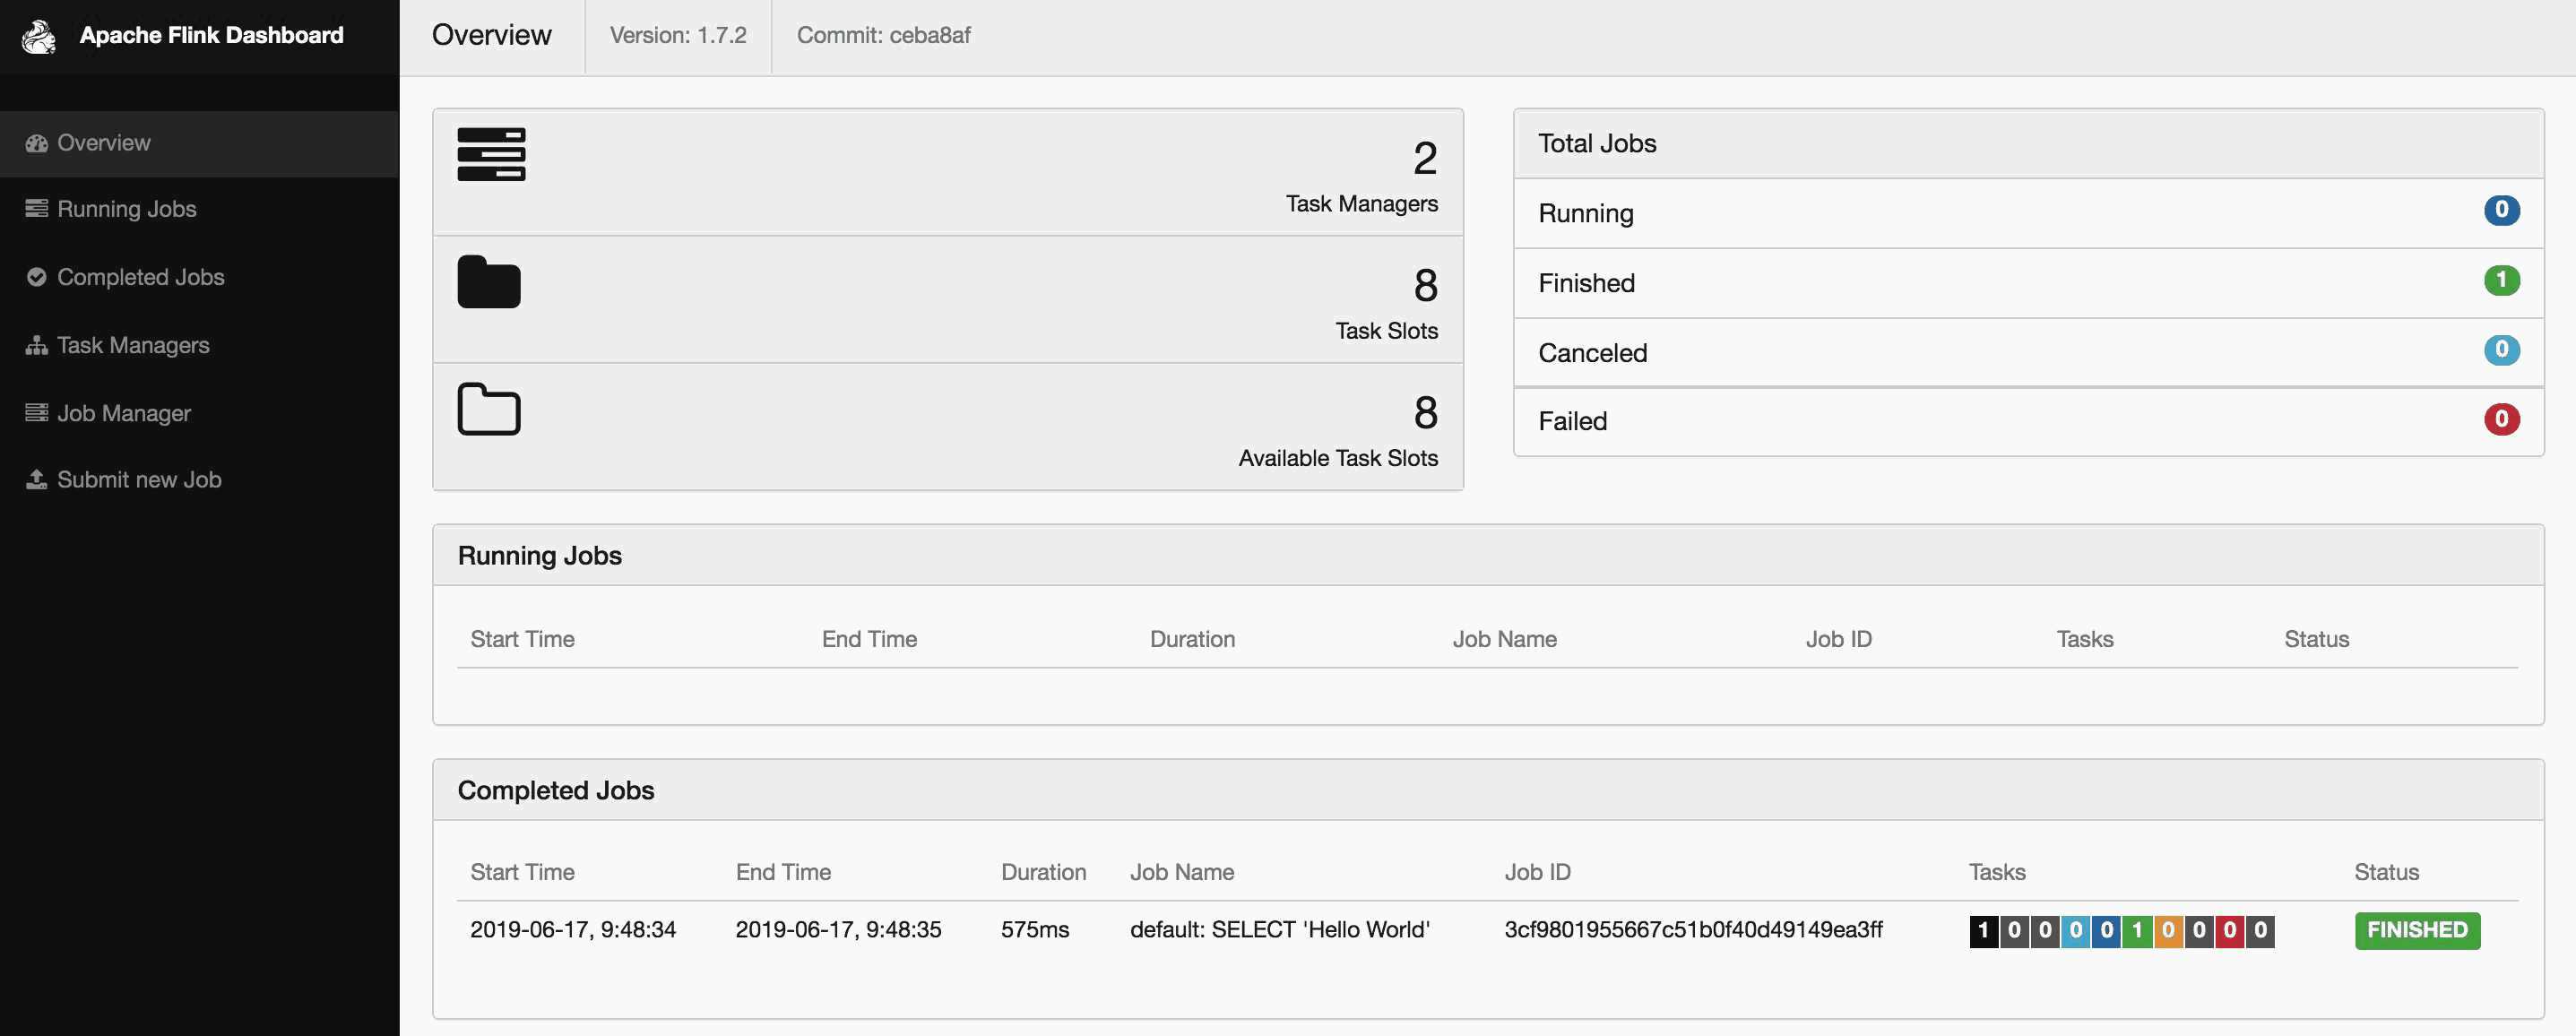 Apache Flink Dashboard
Overview
Running Jobs
Completed Jobs
Task Managers
Job Manager
Submit new Job
Overview Version: 1.7.2 Commit: ceba8af
2
Task Managers
8
Task Slots
8
Available Task Slots
Total Jobs
Running 0
Finished 1
Canceled 0
Failed 0
Running Jobs
Start Time End Time Duration Job Name Job ID Tasks Status
Completed Jobs
Start Time End Time Duration Job Name Job ID Tasks Status
2019-06-17, 9:48:34 2019-06-17, 9:48:35 575ms default: SELECT 'Hello World' 3cf9801955667c51b0f40d49149ea3ff 1 0 0 0 0 1 0 0 0 0 FINISHED